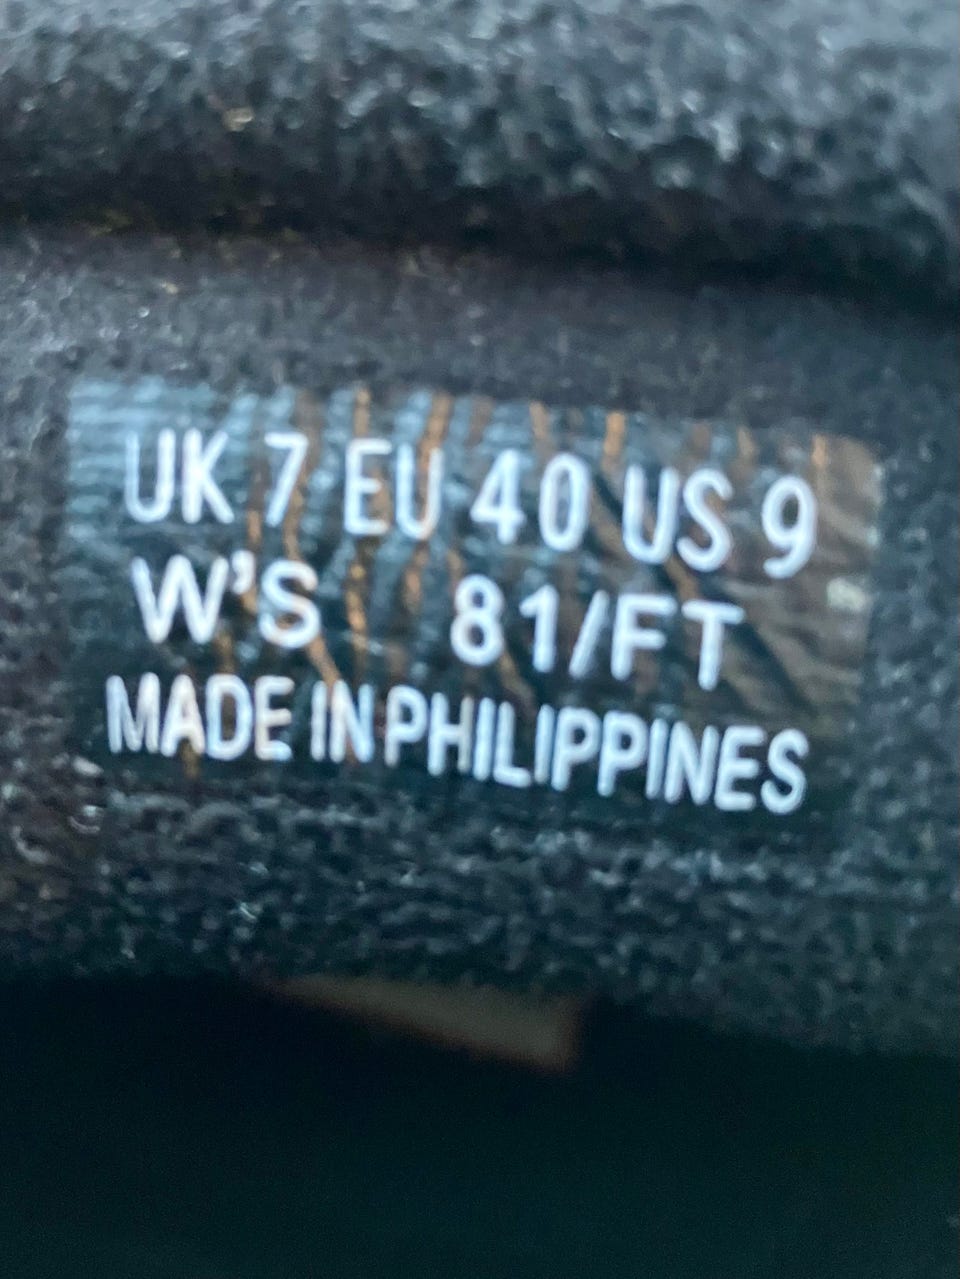 UK 7 EU 40 US 9
W'S 81/FT
MADE IN PHILIPPINES